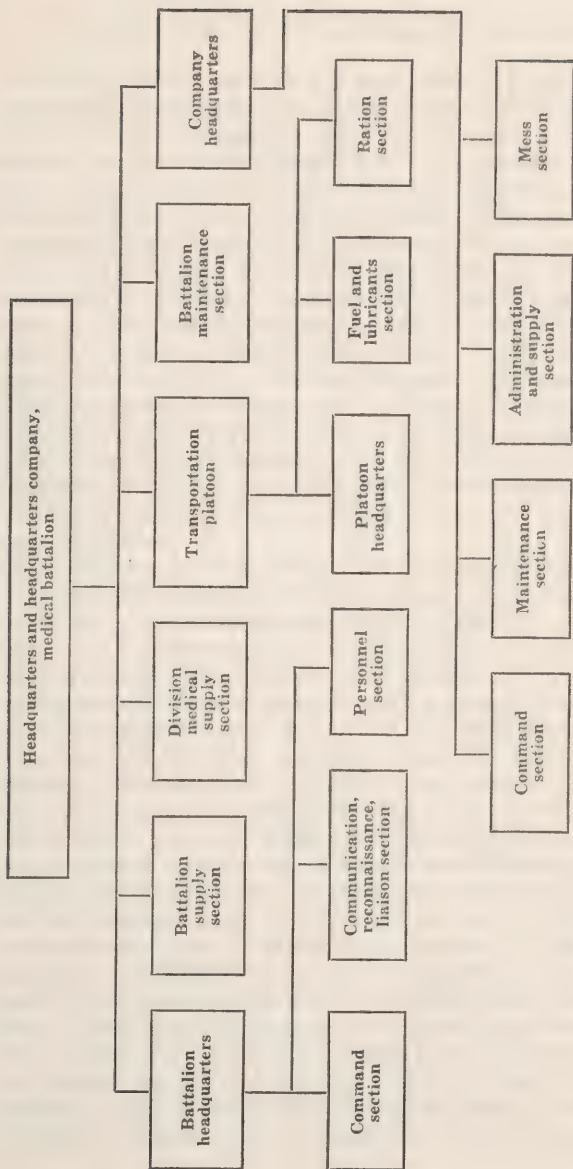 Headquarters and headquarters company,
medical battalion
Battalion
headquarters
Battalion
supply
section
Division
medical
supply
section
Transportation
platoon
Battalion
maintenance
section
Company
headquarters
Command
section
Communication,
reconnaissance,
liaison section
Personnel
section
Platoon
headquarters
Fuel and
lubricants
section
Ration
section
Command
section
Maintenance
section
Administration
and supply
section
Mess
section